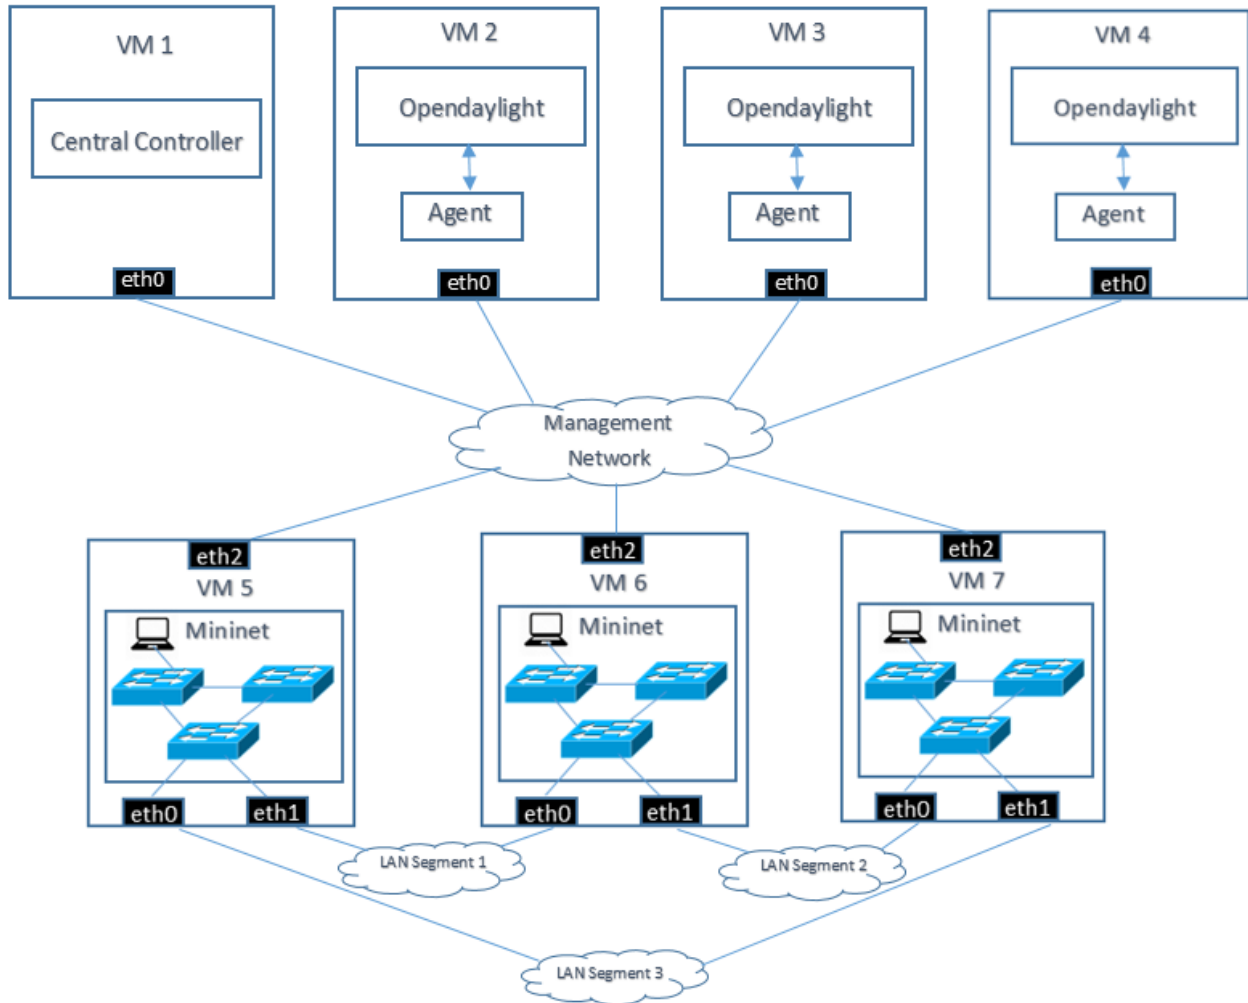 VM 1
VM 2
VM 3
VM 4
Central Controller
Opendaylight
Opendaylight
Opendaylight
Agent
Agent
Agent
eth0
eth0
eth0
eth0
Management
Network
eth2
eth2
eth2
VM 5
VM 6
VM 7
Mininet
Mininet
Mininet
eth0
eth1
eth0
eth1
eth0
eth1
LAN Segment 1
LAN Segment 2
LAN Segment 3